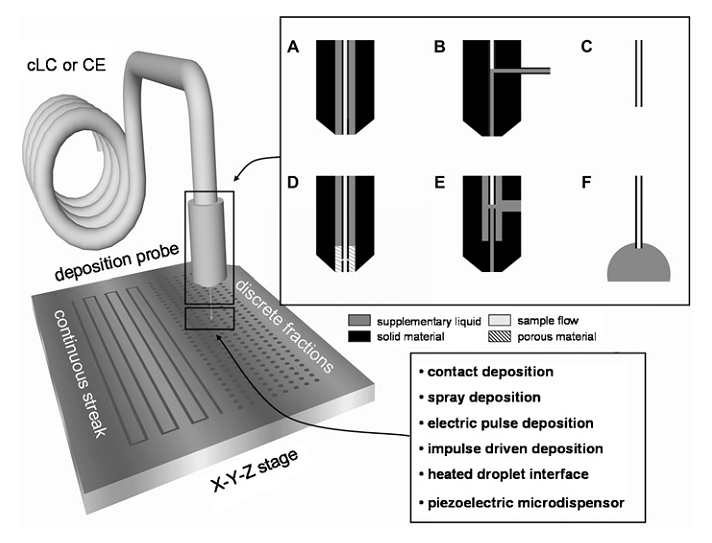 cLC or CE
A
B
C
D
E
F
deposition probe
continuous streak
discrete fractions
X-Y-Z stage
supplementary liquid
sample flow
solid material
porous material
• contact deposition
• spray deposition
• electric pulse deposition
• impulse driven deposition
• heated droplet interface
• piezoelectric microdispensor